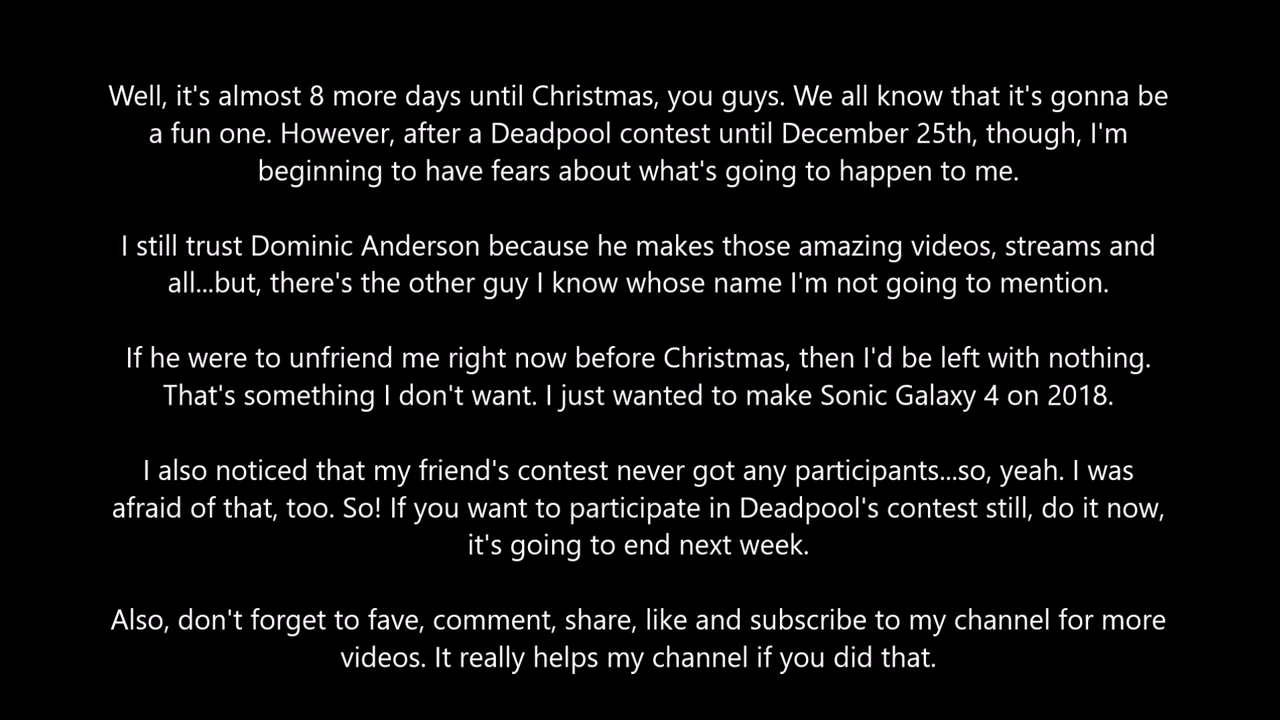 Well, it's almost 8 more days until Christmas, you guys. We all know that it's gonna be
a fun one. However, after a Deadpool contest until December 25th, though, I'm
beginning to have fears about what's going to happen to me.
I still trust Dominic Anderson because he makes those amazing videos, streams and
all...but, there's the other guy I know whose name I'm not going to mention.
If he were to unfriend me right now before Christmas, then I'd be left with nothing.
That's something I don't want. I just wanted to make Sonic Galaxy 4 on 2018.
I also noticed that my friend's contest never got any participants...so, yeah. I was
afraid of that, too. So! If you want to participate in Deadpool's contest still, do it now,
it's going to end next week.
Also, don't forget to fave, comment, share, like and subscribe to my channel for more
videos. It really helps my channel if you did that.